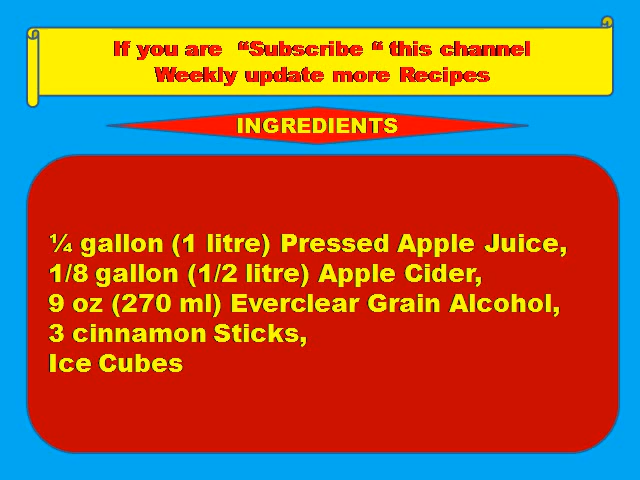 If you are  “Subscribe “ this channel
Weekly update more Recipes
INGREDIENTS
¼ gallon (1 litre) Pressed Apple Juice,
1/8 gallon (1/2 litre) Apple Cider,
9 oz (270 ml) Everclear Grain Alcohol,
3 cinnamon Sticks,
Ice Cubes